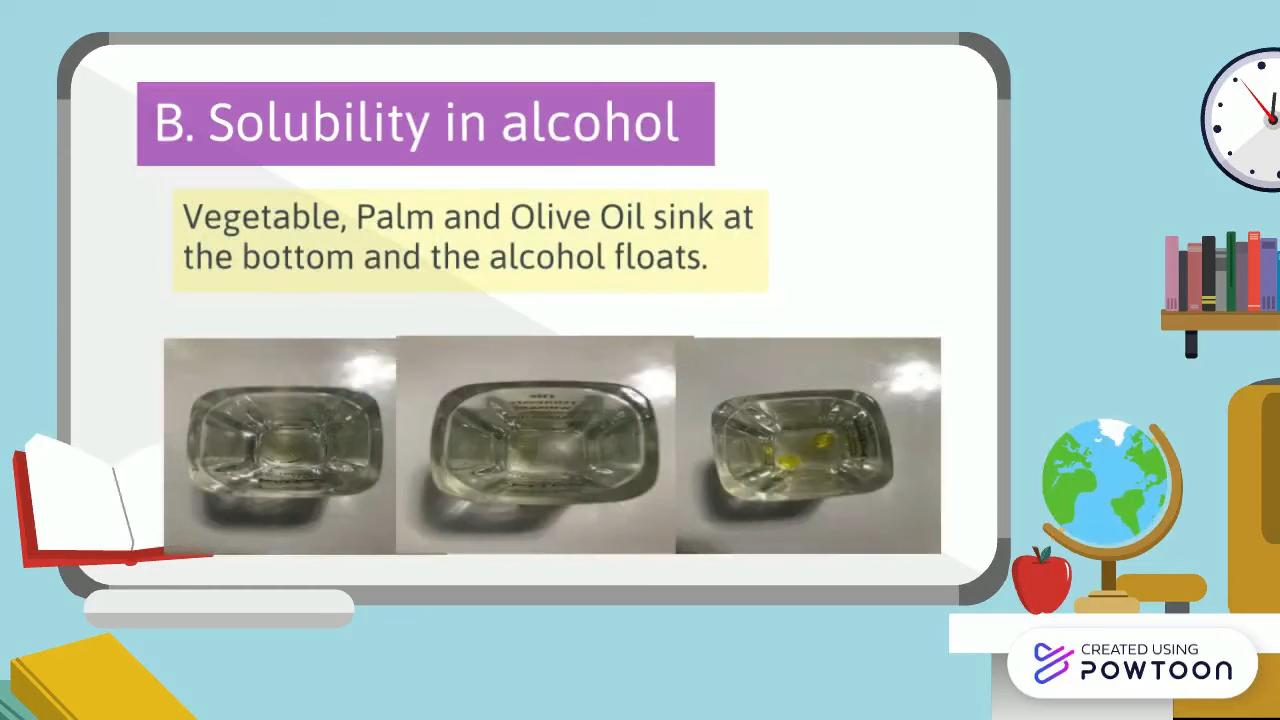 B. Solubility in alcohol
Vegetable, Palm and Olive Oil sink at
the bottom and the alcohol floats.
CREATED USING
POWTOON